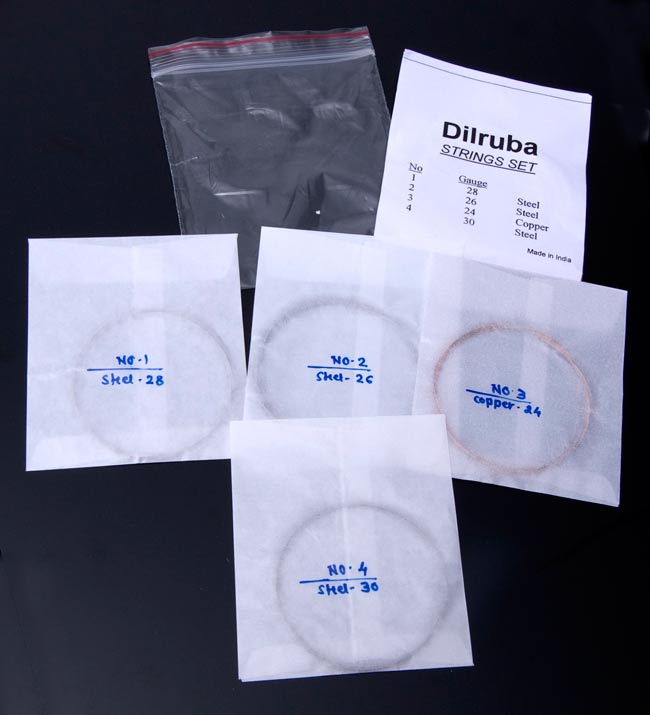 Dilruba
STRINGS SET
No Gauge
1 28 Steel
2 26 Steel
3 24 Copper
4 30 Steel
Made in India
NO·1
Steel·28
NO·2
Steel-26
NO·3
Copper·24
NO·4
Steel-30